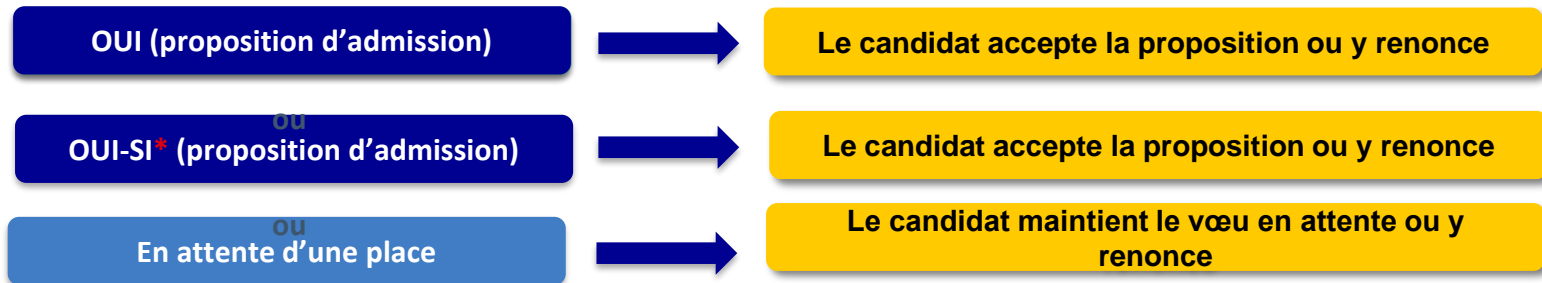 OUI (proposition d’admission)
Le candidat accepte la proposition ou y renonce
ou
OUI-SI* (proposition d’admission)
Le candidat accepte la proposition ou y renonce
ou
En attente d’une place
Le candidat maintient le vœu en attente ou y
renonce